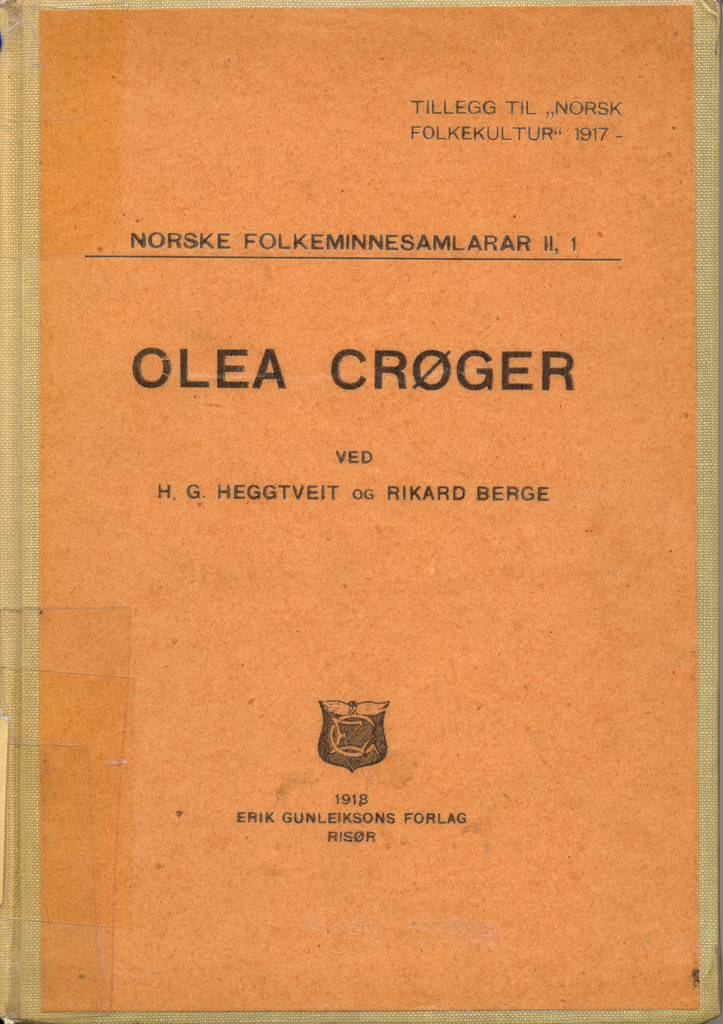 TILLEGG TIL „NORSK
FOLKEKULTUR“ 1917 -
NORSKE FOLKEMINNESAMLARAR II, 1
OLEA CRØGER
VED
H. G. HEGGTVEIT OG RIKARD BERGE
1918
ERIK GUNLEIKSONS FORLAG
RISØR